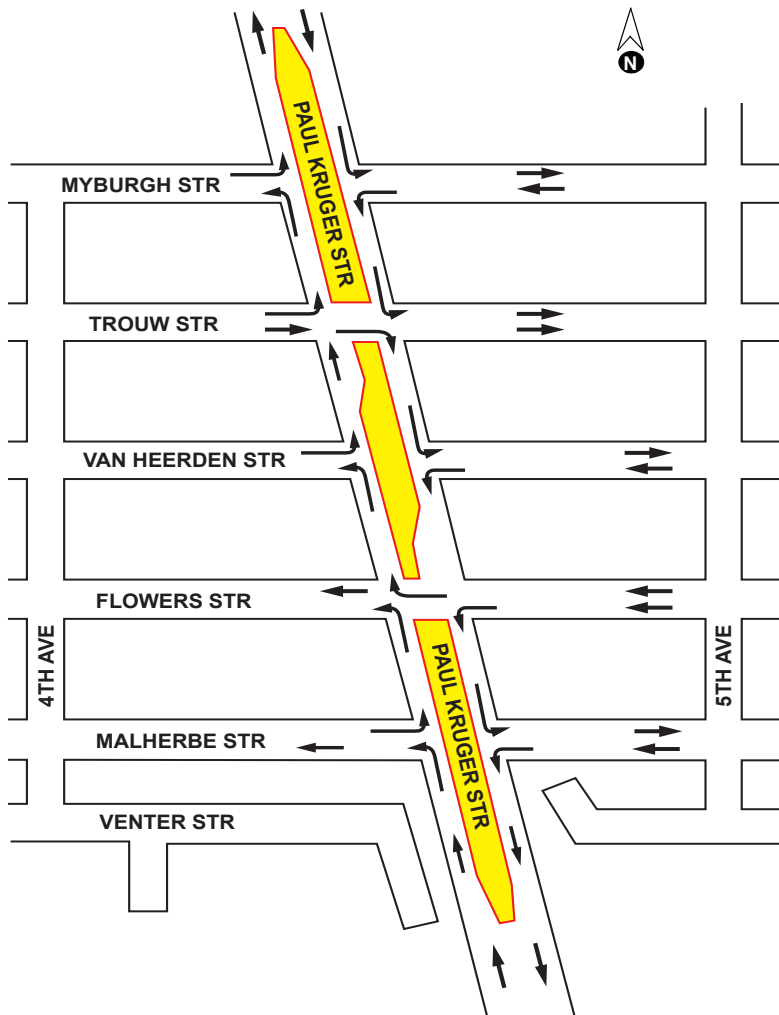 N
PAUL KRUGER STR
MYBURGH STR
TROUW STR
VAN HEERDEN STR
FLOWERS STR
4TH AVE
PAUL KRUGER STR
5TH AVE
MALHERBE STR
VENTER STR